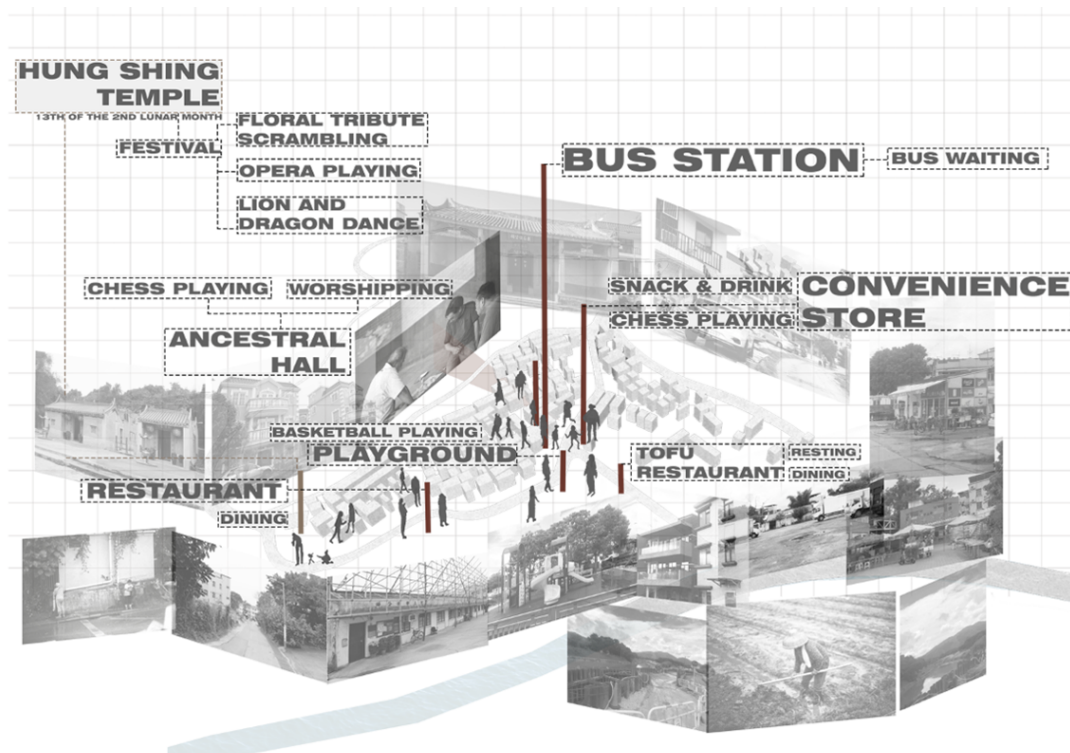 HUNG SHING
TEMPLE
13TH OF THE 2ND LUNAR MONTH
FESTIVAL
FLORAL TRIBUTE
SCRAMBLING
OPERA PLAYING
LION AND
DRAGON DANCE
BUS STATION
BUS WAITING
CHESS PLAYING
WORSHIPPING
ANCESTRAL
HALL
SNACK & DRINK
CHESS PLAYING
CONVENIENCE
STORE
BASKETBALL PLAYING
PLAYGROUND
TOFU
RESTAURANT
RESTING
DINING
RESTAURANT
DINING